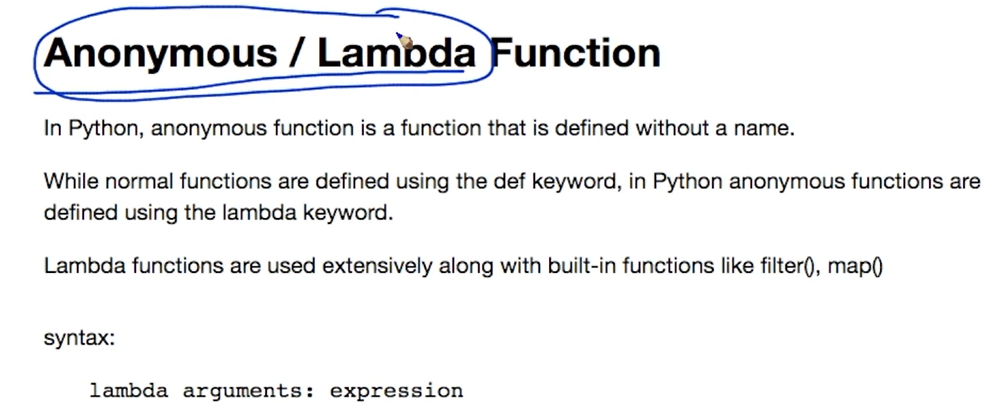 Anonymous / Lambda Function
In Python, anonymous function is a function that is defined without a name.
While normal functions are defined using the def keyword, in Python anonymous functions are
defined using the lambda keyword.
Lambda functions are used extensively along with built-in functions like filter(), map()
syntax:
lambda arguments: expression